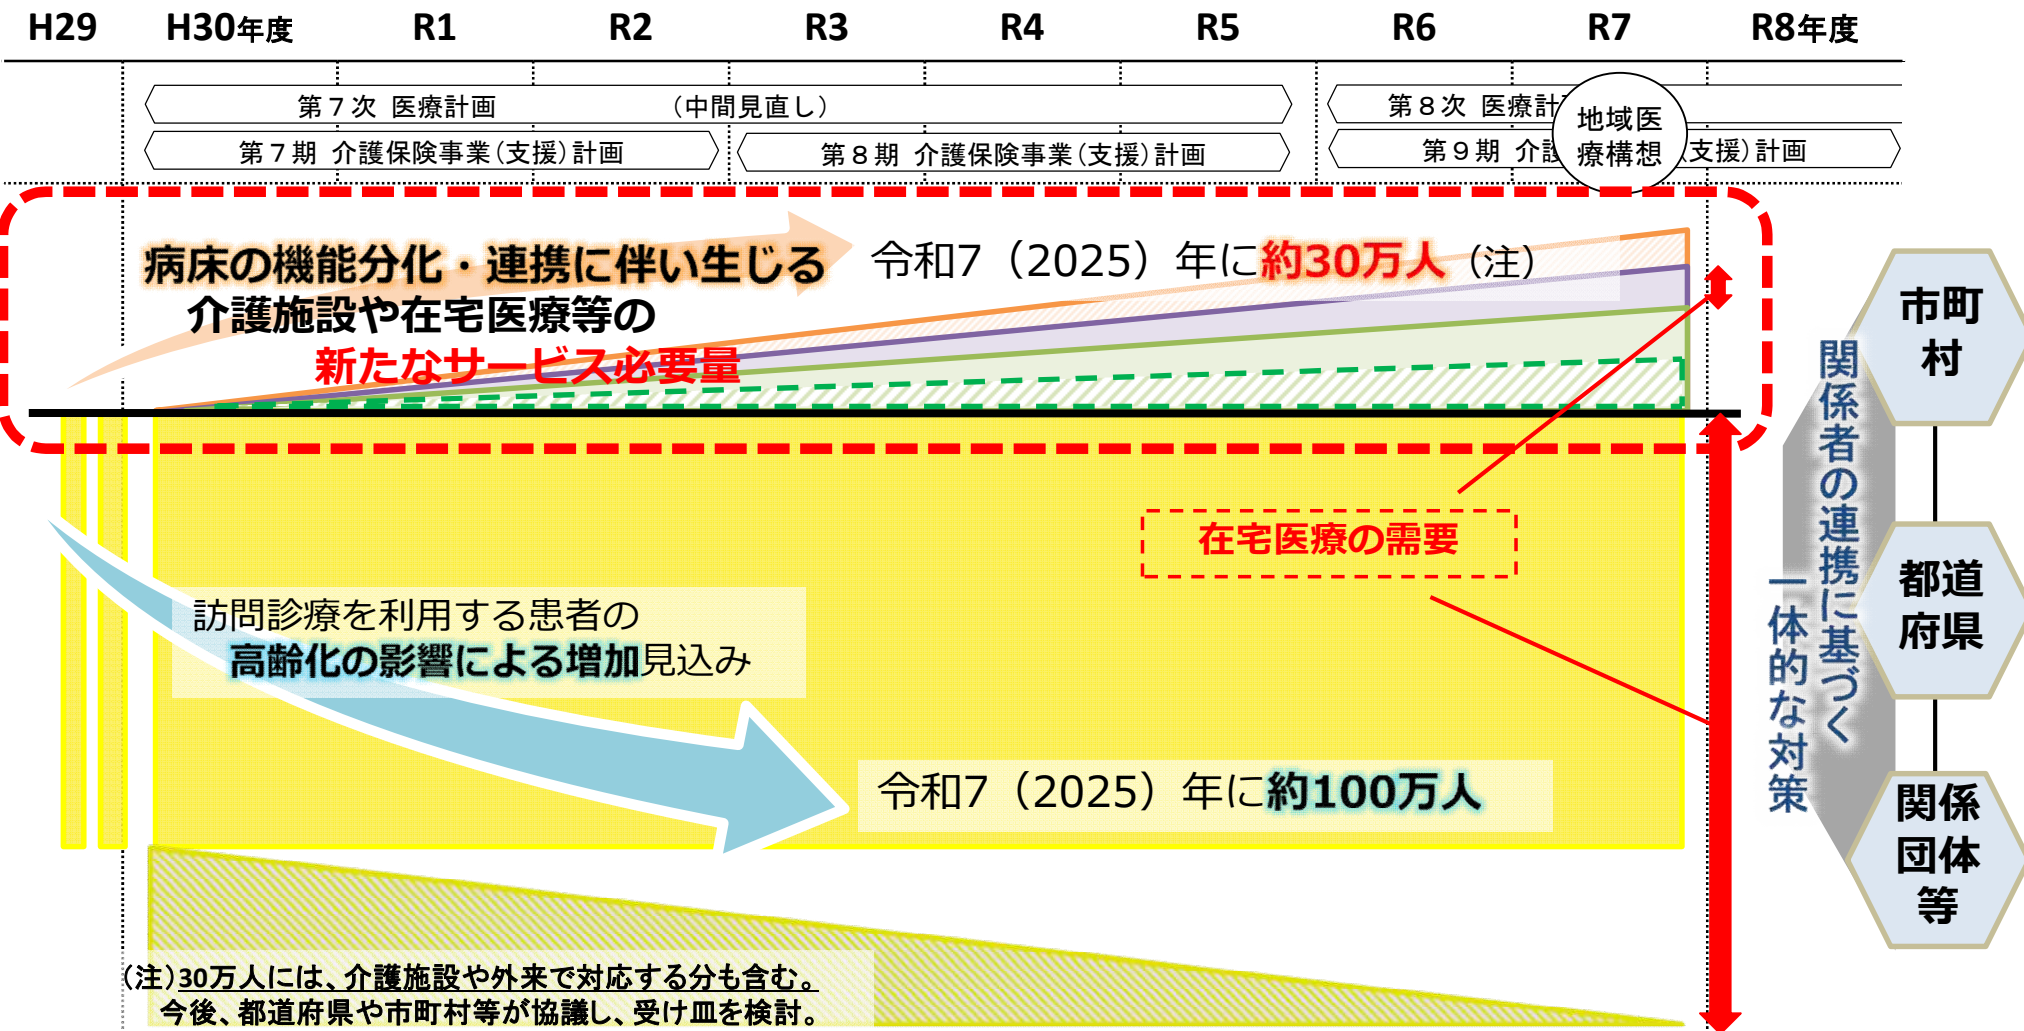 H29 H30年度 R1 R2 R3 R4 R5 R6 R7 R8年度
第７次 医療計画 （中間見直し）
第８次 医療計
地域医
療構想
第７期 介護保険事業（支援）計画
第８期 介護保険事業（支援）計画
第９期 介護
支援）計画
病床の機能分化・連携に伴い生じる
介護施設や在宅医療等の
新たなサービス必要量
令和7（2025）年に約30万人（注）
在宅医療の需要
訪問診療を利用する患者の
高齢化の影響による増加見込み
令和7（2025）年に約100万人
（注）30万人には、介護施設や外来で対応する分も含む。
今後、都道府県や市町村等が協議し、受け皿を検討。
関係者の連携に基づく
一体的な対策
市町
村
都道
府県
関係
団体
等